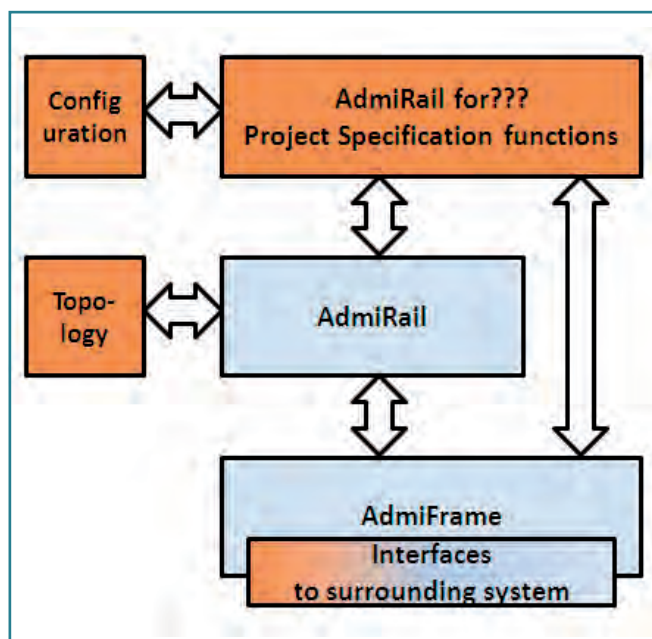 Config
uration
AdmiRail for???
Project Specification functions
Topo-
logy
AdmiRail
AdmiFrame
Interfaces
to surrounding system